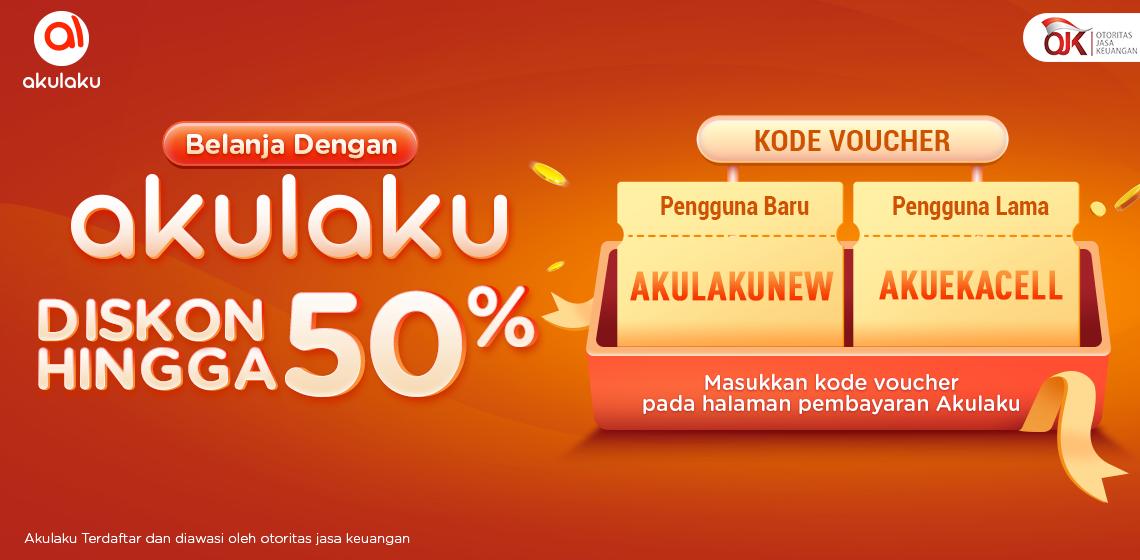 akulaku
OJK
OTORITAS
JASA
KEUANGAN
Belanja Dengan
akulaku
DISKON
HINGGA
50%
KODE VOUCHER
Pengguna Baru
AKULAKUNEW
Pengguna Lama
AKUEKACELL
Masukkan kode voucher
pada halaman pembayaran Akulaku
Akulaku Terdaftar dan diawasi oleh otoritas jasa keuangan